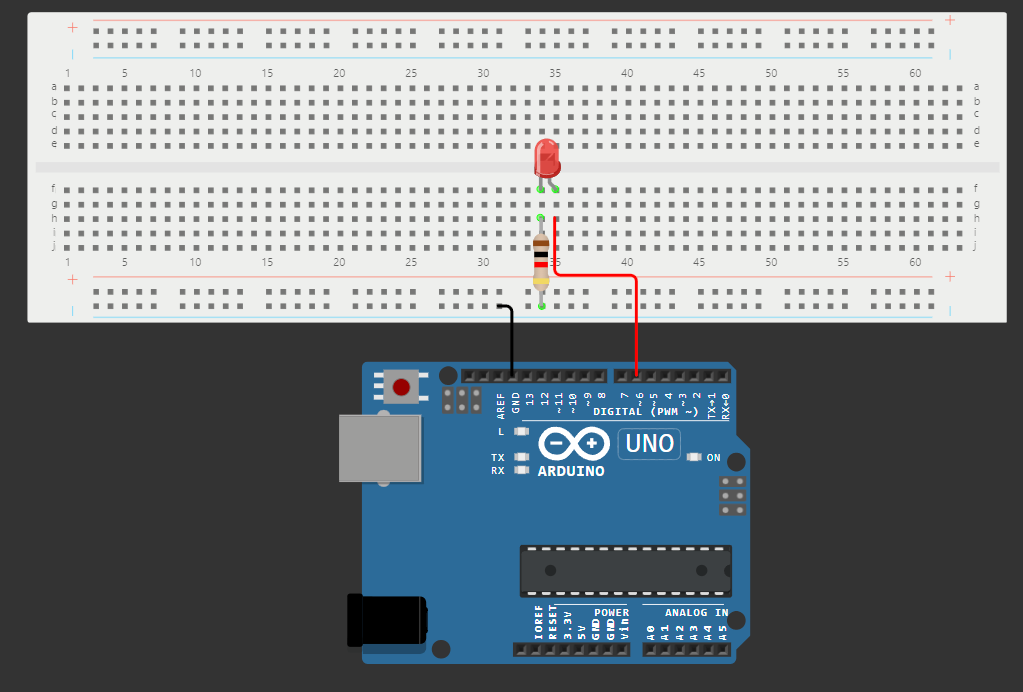 + +
| |
1 5 10 15 20 25 30 35 40 45 50 55 60
a a
b b
c c
d d
e e
f f
g g
h h
i i
j j
1 5 10 15 20 25 30 35 40 45 50 55 60
+ +
| |
AREF GND 13 12 ~11 ~10 ~9 8 7 ~6 ~5 4 ~3 2 TX→1 RX←0
DIGITAL (PWM ~)
L
UNO
TX ON
RX ARDUINO
POWER ANALOG IN
IOREF RESET 3.3V 5V GND GND Vin A0 A1 A2 A3 A4 A5